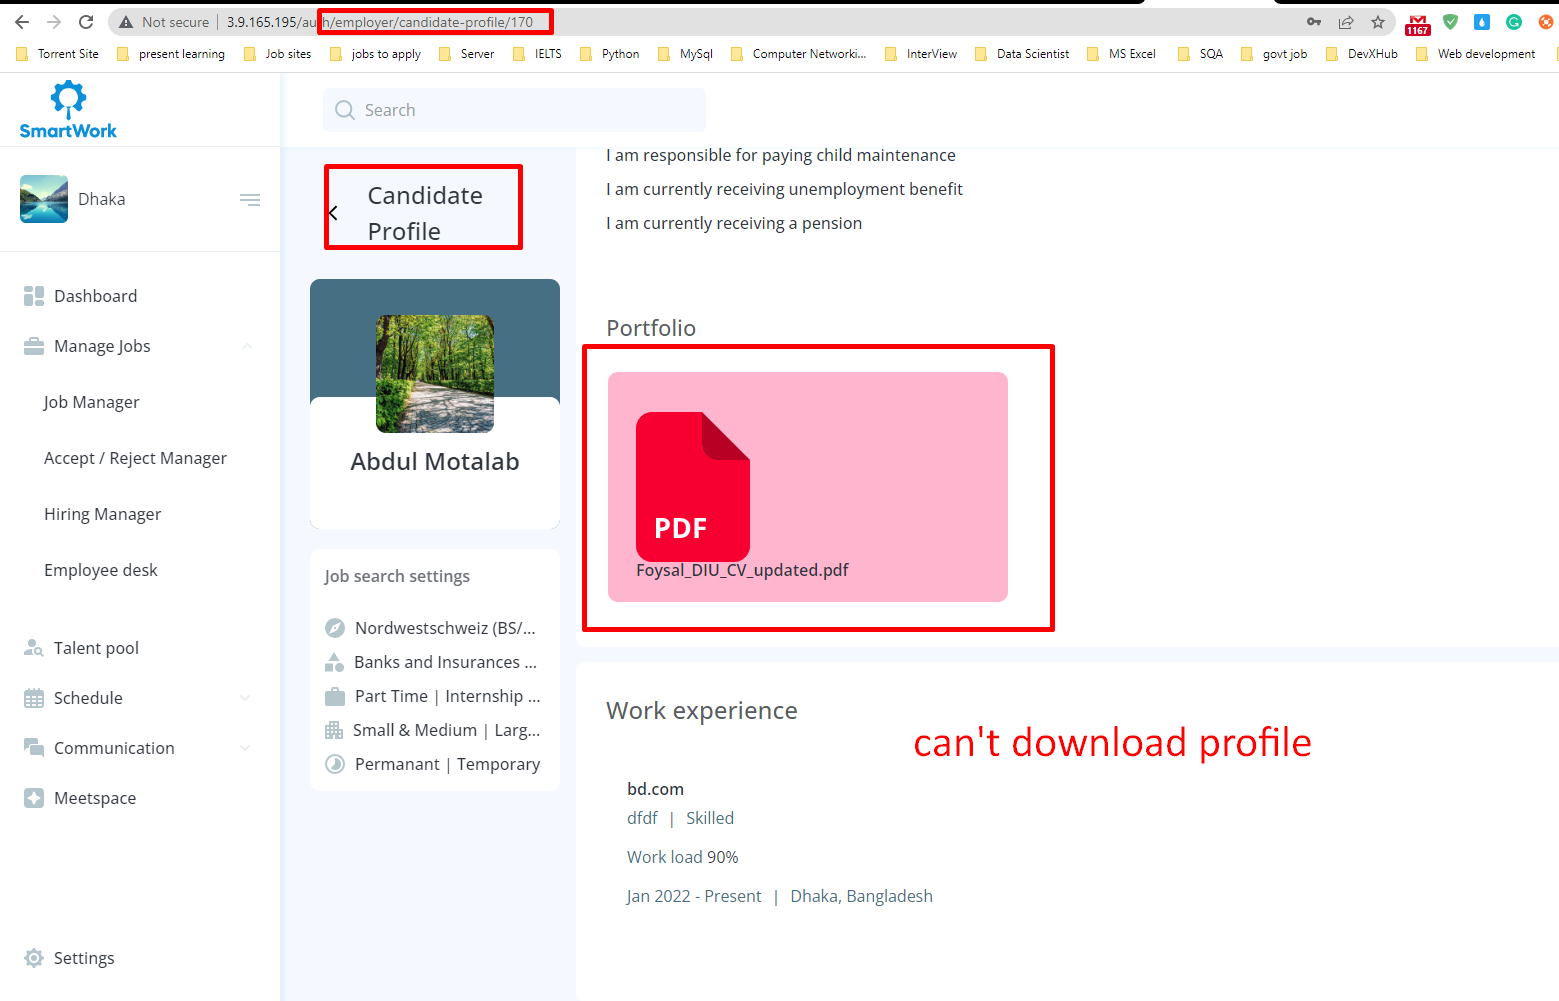 Not secure | 3.9.165.195/auth/employer/candidate-profile/170
1167
Torrent Site present learning Job sites jobs to apply Server IELTS Python MySql Computer Networki... InterView Data Scientist MS Excel SQA govt job DevXHub Web development
SmartWork
Search
Dhaka
Dashboard
Manage Jobs
Job Manager
Accept / Reject Manager
Hiring Manager
Employee desk
Talent pool
Schedule
Communication
Meetspace
Settings
Candidate
Profile
Abdul Motalab
Job search settings
Nordwestschweiz (BS/...
Banks and Insurances ...
Part Time | Internship ...
Small & Medium | Larg...
Permanant | Temporary
I am responsible for paying child maintenance
I am currently receiving unemployment benefit
I am currently receiving a pension
Portfolio
PDF
Foysal_DIU_CV_updated.pdf
Work experience
can't download profile
bd.com
dfdf | Skilled
Work load 90%
Jan 2022 - Present | Dhaka, Bangladesh